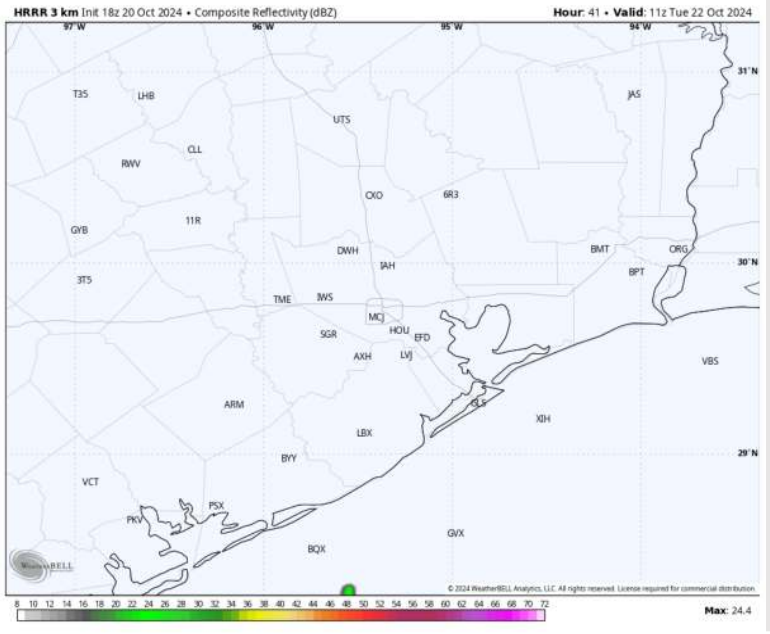 HRRR 3 km Init 18z 20 Oct 2024 • Composite Reflectivity (dBZ) Hour: 41 • Valid: 11z Tue 22 Oct 2024
97°W 96°W 95°W 94°W
31°N
T35 LHB JAS
UTS
CLL
RWV
CXO 6R3
11R
GYB
DWH BMT ORG
IAH 30°N
3T5 BPT
TME IWS
MCJ
SGR HOU EFD
AXH LVJ VBS
ARM GLS
LBX XIH
BYY 29°N
VCT
PSX
PKV
GVX
BQX
WeatherBELL
© 2024 WeatherBELL Analytics, LLC. All rights reserved. License required for commercial distribution.
8 10 12 14 16 18 20 22 24 26 28 30 32 34 36 38 40 42 44 46 48 50 52 54 56 58 60 62 64 66 68 70 72 Max: 24.4